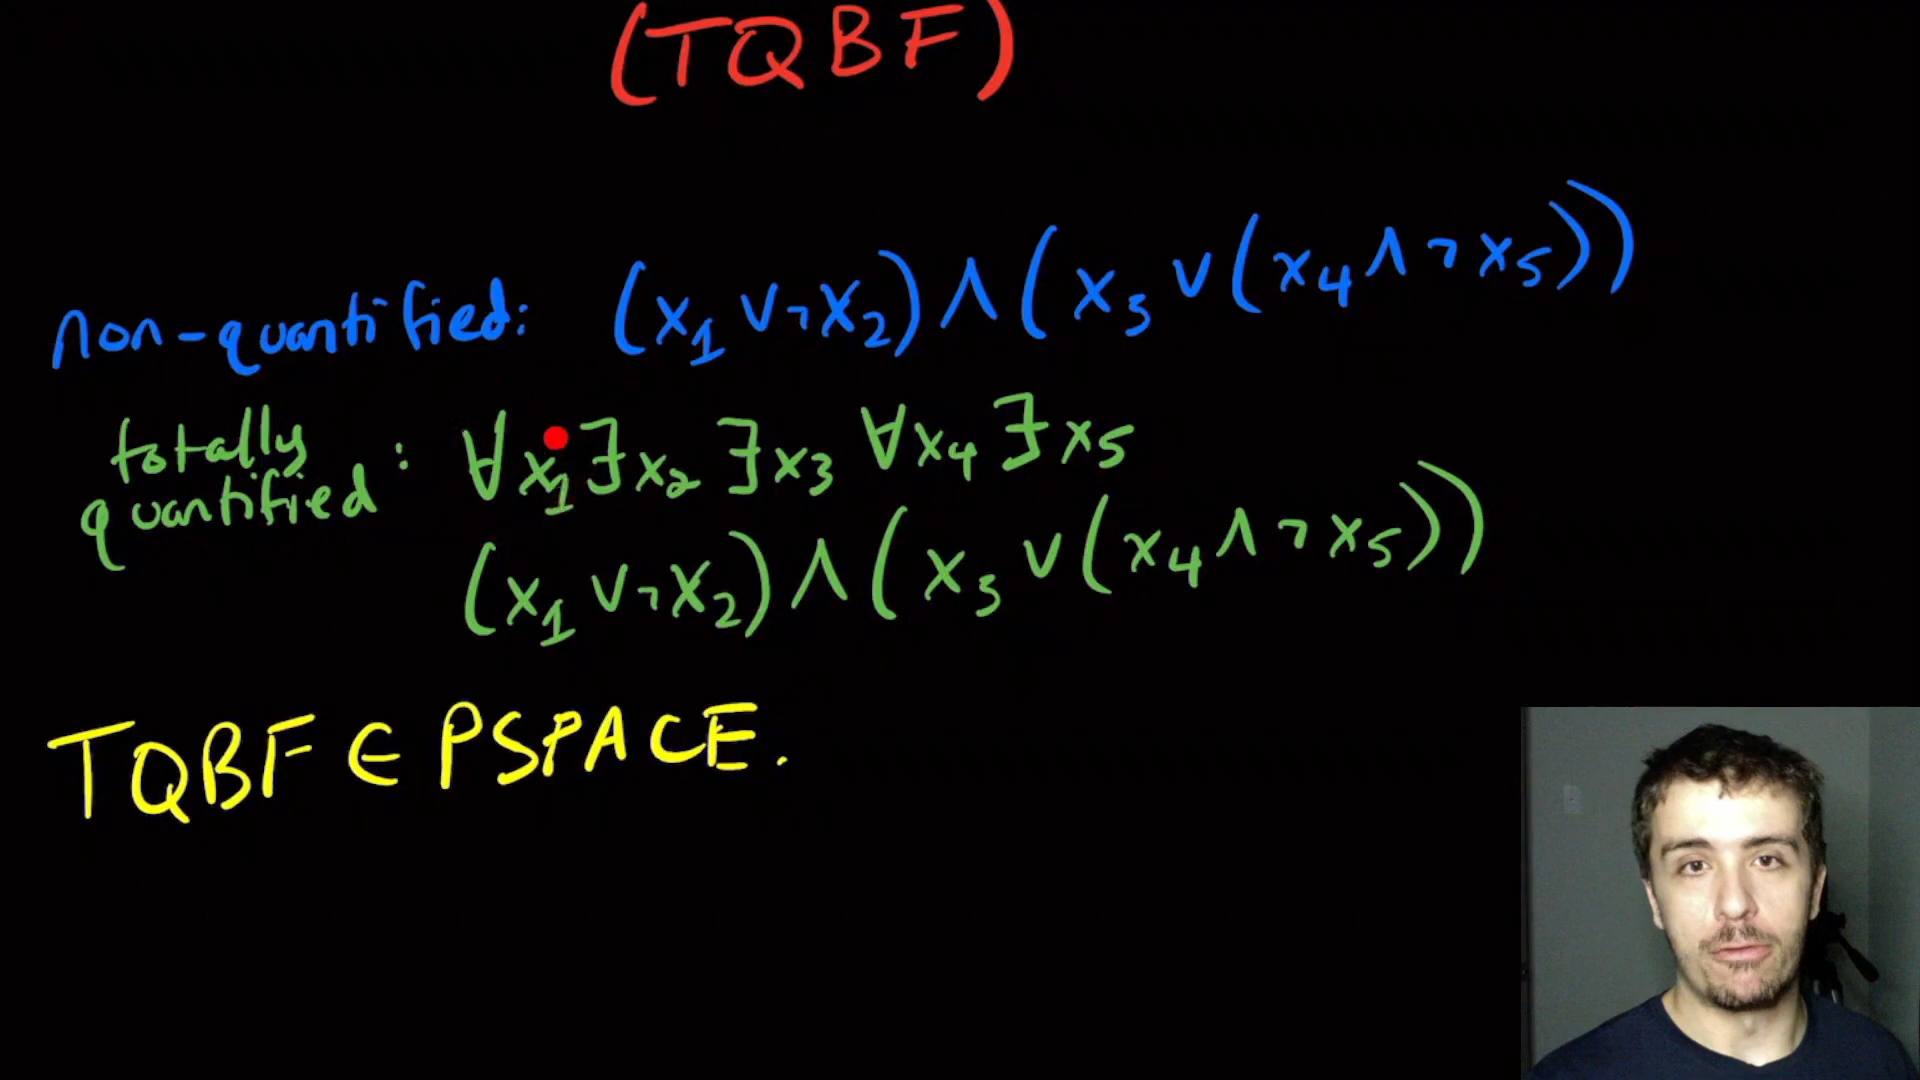 (TQBF)
non-quantified: (x₁ ∨ ¬x₂) ∧ (x₃ ∨ (x₄ ∧ ¬x₅))
totally quantified: ∀x₁ ∃x₂ ∃x₃ ∀x₄ ∃x₅
(x₁ ∨ ¬x₂) ∧ (x₃ ∨ (x₄ ∧ ¬x₅))
TQBF ∈ PSPACE.